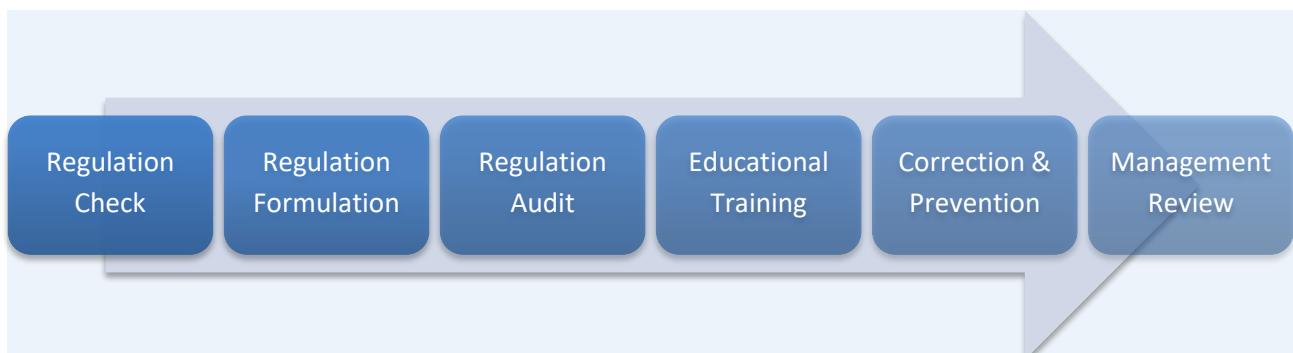 Regulation
Check
Regulation
Formulation
Regulation
Audit
Educational
Training
Correction &
Prevention
Management
Review